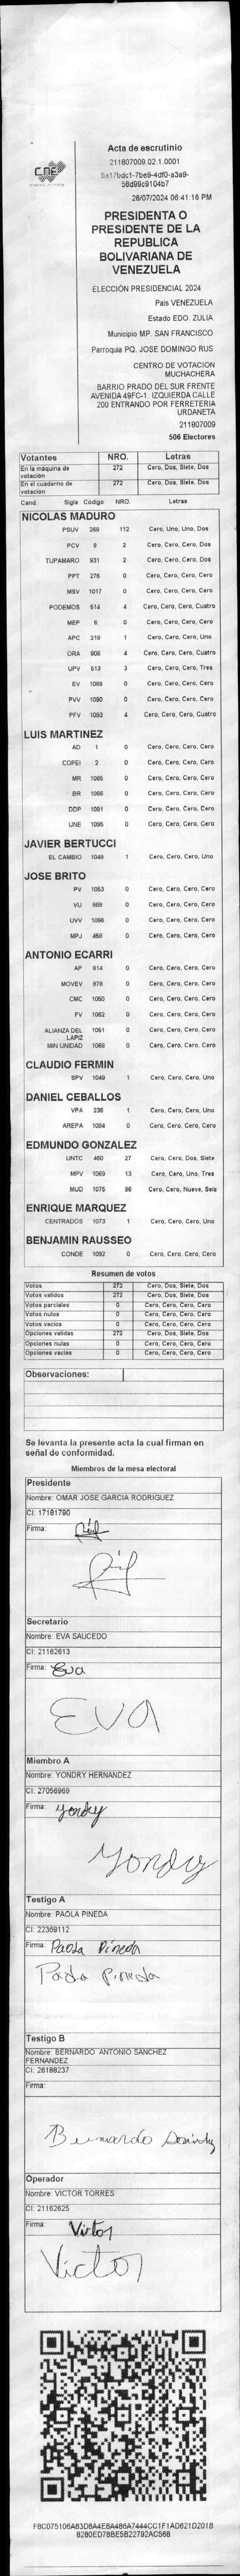 CNE
Acta de escrutinio
211807009.02.1.0001
5a17bdc1-7be9-4df0-a3a9-
58d99c9104b7
28/07/2024 06:41:16 PM
PRESIDENTA O
PRESIDENTE DE LA
REPUBLICA
BOLIVARIANA DE
VENEZUELA
ELECCIÓN PRESIDENCIAL 2024
Pais VENEZUELA
Estado EDO. ZULIA
Municipio MP. SAN FRANCISCO
Parroquia PQ. JOSE DOMINGO RUS
CENTRO DE VOTACION
MUCHACHERA
BARRIO PRADO DEL SUR FRENTE
AVENIDA 49FC-1. IZQUIERDA CALLE
200 ENTRANDO POR FERRETERIA
URDANETA
211807009
506 Electores
Votantes NRO. Letras
En la máquina de votación 272 Cero, Dos, Siete, Dos
En el cuaderno de votación 272 Cero, Dos, Siete, Dos
Cand. Sigla Código NRO. Letras
NICOLAS MADURO
PSUV 269 112 Cero, Uno, Uno, Dos
PCV 9 2 Cero, Cero, Cero, Dos
TUPAMARO 931 2 Cero, Cero, Cero, Dos
PPT 276 0 Cero, Cero, Cero, Cero
MSV 1017 0 Cero, Cero, Cero, Cero
PODEMOS 514 4 Cero, Cero, Cero, Cuatro
MEP 6 0 Cero, Cero, Cero, Cero
APC 219 1 Cero, Cero, Cero, Uno
ORA 906 4 Cero, Cero, Cero, Cuatro
UPV 513 3 Cero, Cero, Cero, Tres
EV 1089 0 Cero, Cero, Cero, Cero
PVV 1090 0 Cero, Cero, Cero, Cero
PFV 1093 4 Cero, Cero, Cero, Cuatro
LUIS MARTINEZ
AD 1 0 Cero, Cero, Cero, Cero
COPEI 2 0 Cero, Cero, Cero, Cero
MR 1065 0 Cero, Cero, Cero, Cero
BR 1066 0 Cero, Cero, Cero, Cero
DDP 1091 0 Cero, Cero, Cero, Cero
UNE 1095 0 Cero, Cero, Cero, Cero
JAVIER BERTUCCI
EL CAMBIO 1048 1 Cero, Cero, Cero, Uno
JOSE BRITO
PV 1053 0 Cero, Cero, Cero, Cero
VU 868 0 Cero, Cero, Cero, Cero
UVV 1096 0 Cero, Cero, Cero, Cero
MPJ 459 0 Cero, Cero, Cero, Cero
ANTONIO ECARRI
AP 814 0 Cero, Cero, Cero, Cero
MOVEV 878 0 Cero, Cero, Cero, Cero
CMC 1050 0 Cero, Cero, Cero, Cero
FV 1062 0 Cero, Cero, Cero, Cero
ALIANZA DEL LAPIZ 1051 0 Cero, Cero, Cero, Cero
MIN UNIDAD 1068 0 Cero, Cero, Cero, Cero
CLAUDIO FERMIN
SPV 1049 1 Cero, Cero, Cero, Uno
DANIEL CEBALLOS
VPA 236 1 Cero, Cero, Cero, Uno
AREPA 1094 0 Cero, Cero, Cero, Cero
EDMUNDO GONZALEZ
UNTC 460 27 Cero, Cero, Dos, Siete
MPV 1069 13 Cero, Cero, Uno, Tres
MUD 1075 96 Cero, Cero, Nueve, Seis
ENRIQUE MARQUEZ
CENTRADOS 1073 1 Cero, Cero, Cero, Uno
BENJAMIN RAUSSEO
CONDE 1092 0 Cero, Cero, Cero, Cero
Resumen de votos
Votos 272 Cero, Dos, Siete, Dos
Votos validos 272 Cero, Dos, Siete, Dos
Votos parciales 0 Cero, Cero, Cero, Cero
Votos nulos 0 Cero, Cero, Cero, Cero
Votos vacios 0 Cero, Cero, Cero, Cero
Opciones validas 272 Cero, Dos, Siete, Dos
Opciones nulas 0 Cero, Cero, Cero, Cero
Opciones vacias 0 Cero, Cero, Cero, Cero
Observaciones:
Se levanta la presente acta la cual firman en
señal de conformidad.
Miembros de la mesa electoral
Presidente
Nombre: OMAR JOSE GARCIA RODRIGUEZ
CI: 17181790
Firma:
Secretario
Nombre: EVA SAUCEDO
CI: 21162613
Firma: Eva
EVA
Miembro A
Nombre: YONDRY HERNANDEZ
CI: 27056969
Firma: Yondry
Yondry
Testigo A
Nombre: PAOLA PINEDA
CI: 22369112
Firma: Paola Pineda
Paola Pineda
Testigo B
Nombre: BERNARDO ANTONIO SANCHEZ
FERNANDEZ
CI: 26188237
Firma:
Bernardo
Operador
Nombre: VICTOR TORRES
CI: 21162625
Firma: Victor
Victor
F8C075106A83D8A4E8A486A7444CC1F1AD621D2018
8280ED78BE5B22792AC568